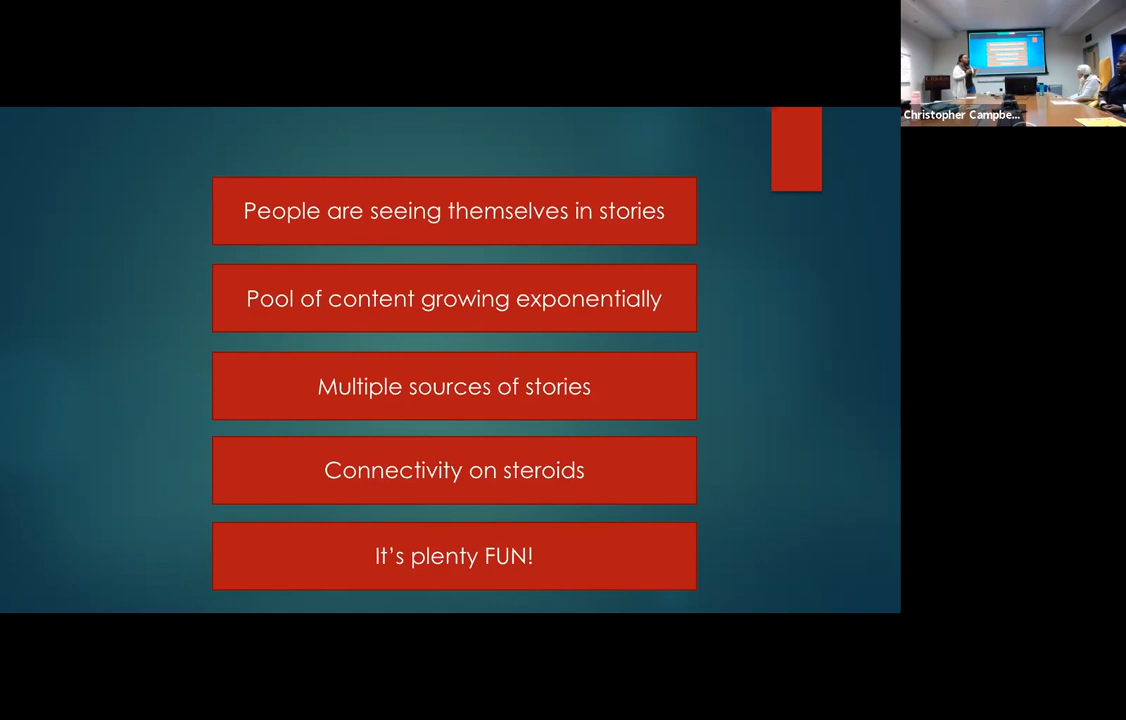 Christopher Campbe...
People are seeing themselves in stories
Pool of content growing exponentially
Multiple sources of stories
Connectivity on steroids
It's plenty FUN!